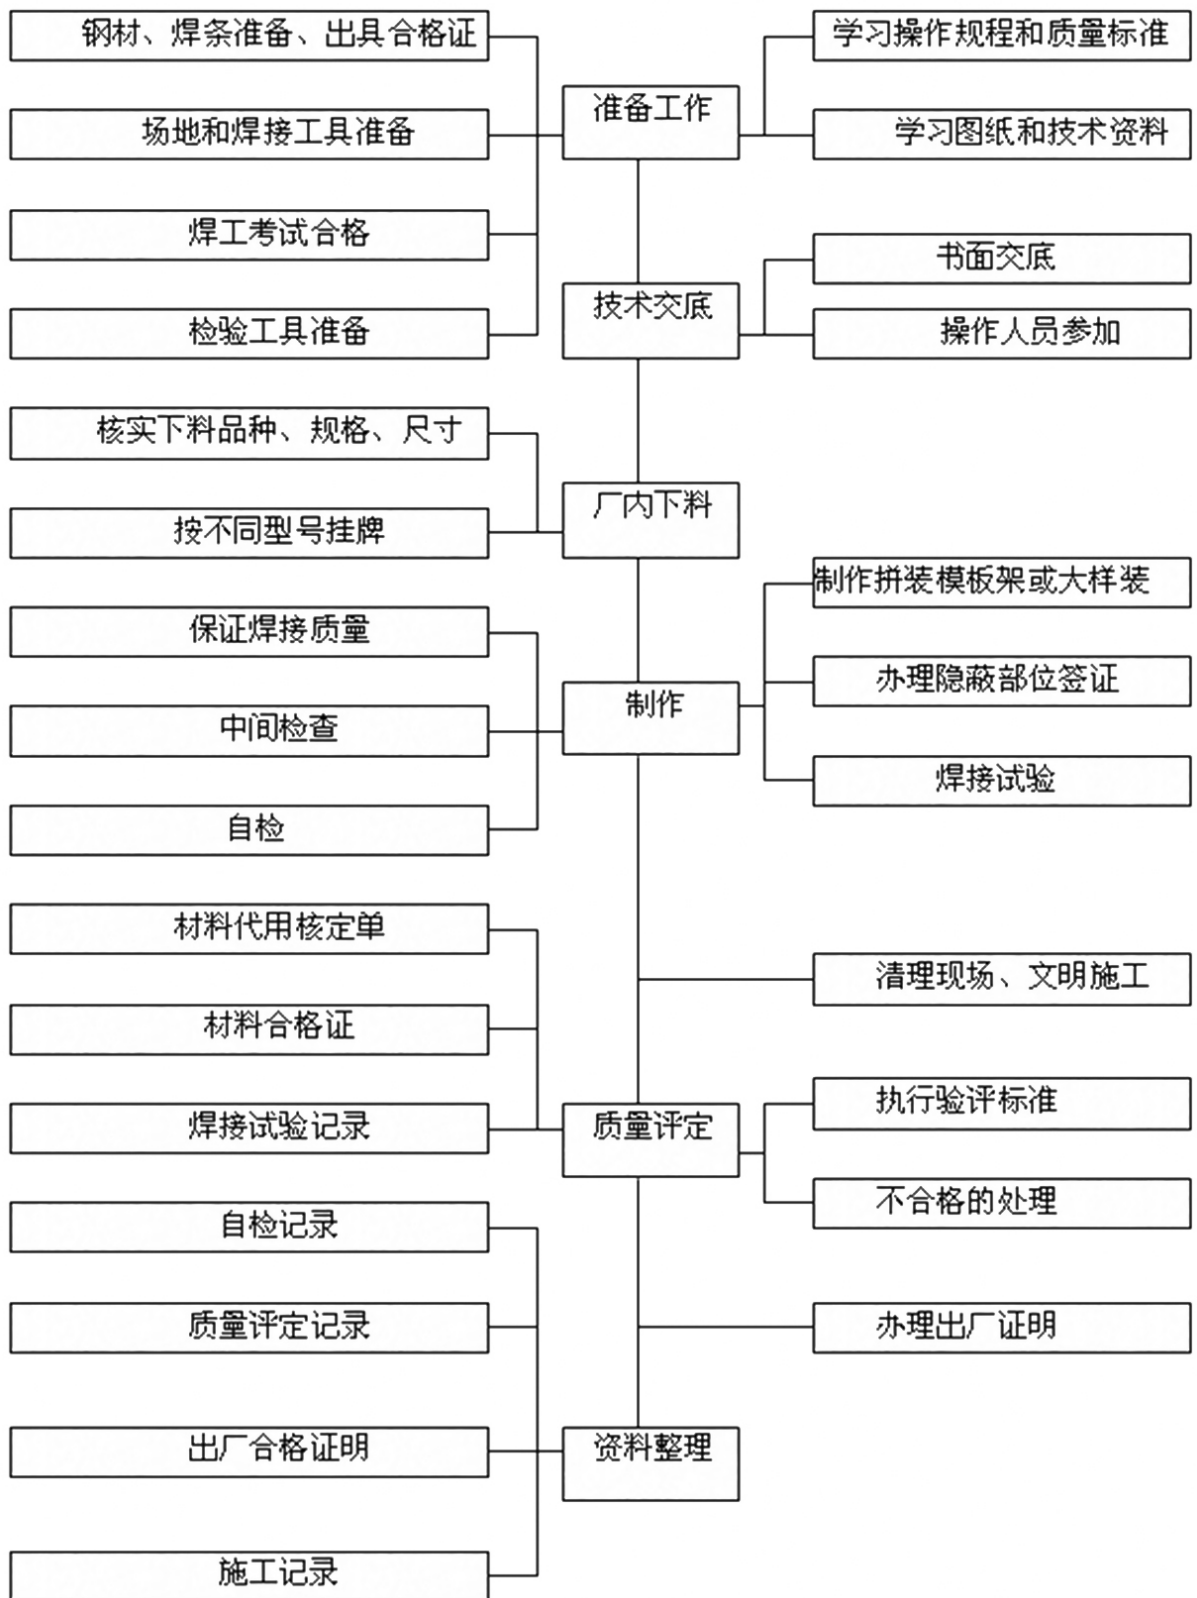 钢材、焊条准备、出具合格证
学习操作规程和质量标准
准备工作
场地和焊接工具准备
学习图纸和技术资料
焊工考试合格
书面交底
技术交底
检验工具准备
操作人员参加
核实下料品种、规格、尺寸
厂内下料
按不同型号挂牌
制作拼装模板架或大样装
保证焊接质量
办理隐蔽部位签证
制作
中间检查
焊接试验
自检
材料代用核定单
清理现场、文明施工
材料合格证
执行验评标准
焊接试验记录
质量评定
不合格的处理
自检记录
质量评定记录
办理出厂证明
出厂合格证明
资料整理
施工记录